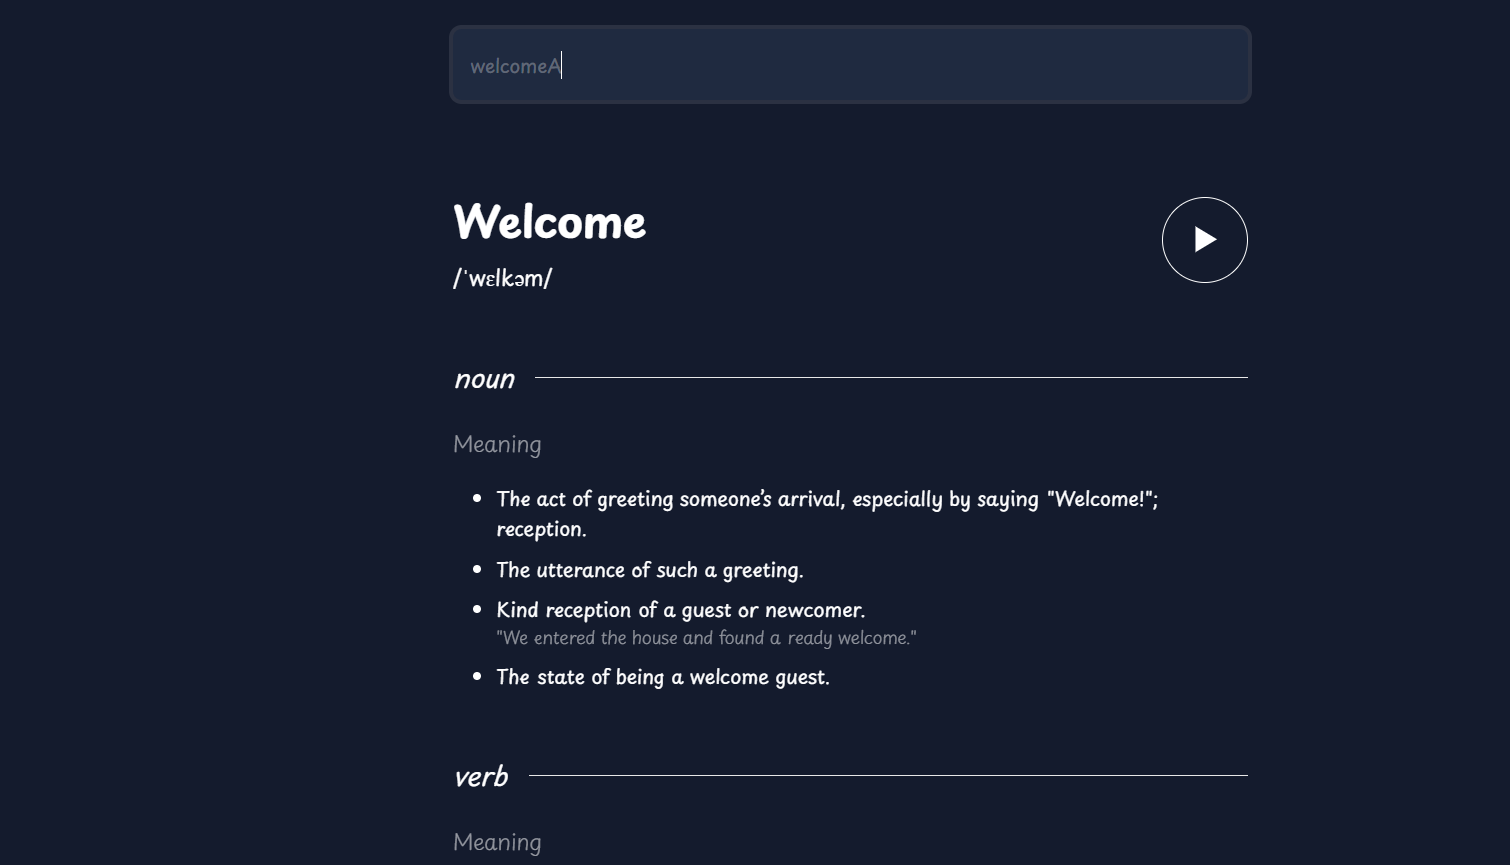 welcomeA
Welcome
/ˈwɛlkəm/
noun
Meaning
The act of greeting someone’s arrival, especially by saying "Welcome!";
reception.
The utterance of such a greeting.
Kind reception of a guest or newcomer.
"We entered the house and found a ready welcome."
The state of being a welcome guest.
verb
Meaning